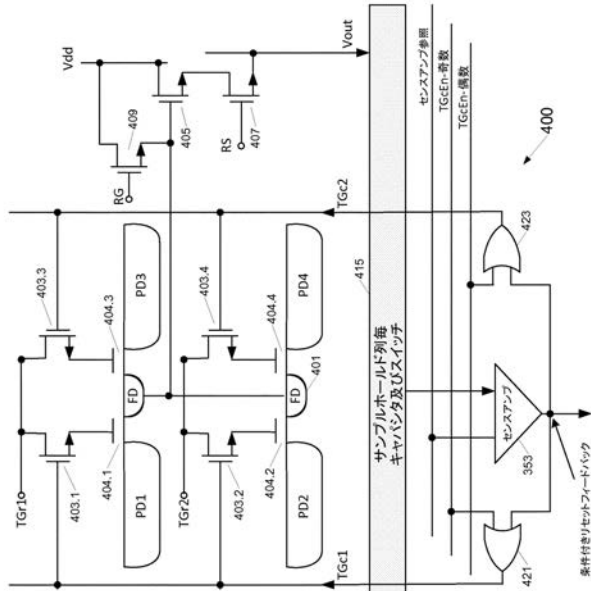 Vdd
409
RG
405
RS
407
Vout
TGc2
403.3
403.4
TGr1
404.3
PD3
TGr2
404.4
PD4
FD
FD
401
403.1
404.1
PD1
403.2
404.2
PD2
TGc1
415
サンプルホールド列毎
キャパシタ及びスイッチ
センスアンプ参照
TGcEn-奇数
TGcEn-偶数
400
423
センスアンプ
353
421
条件付きリセットフィードバック